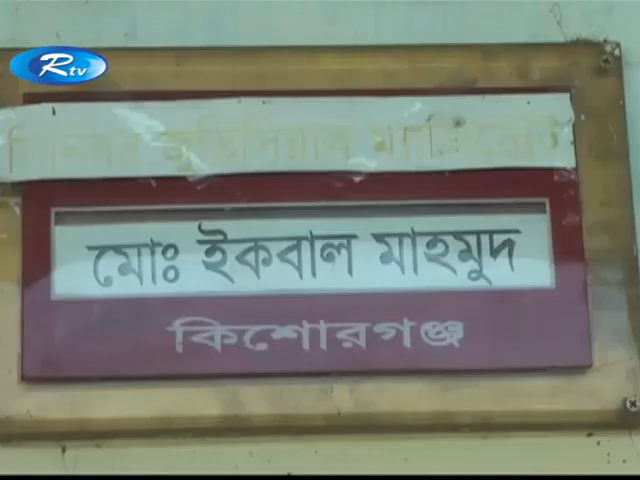 Rtv
সিনিয়র জুডিসিয়াল ম্যাজিস্ট্রেট
মোঃ ইকবাল মাহমুদ
কিশোরগঞ্জ